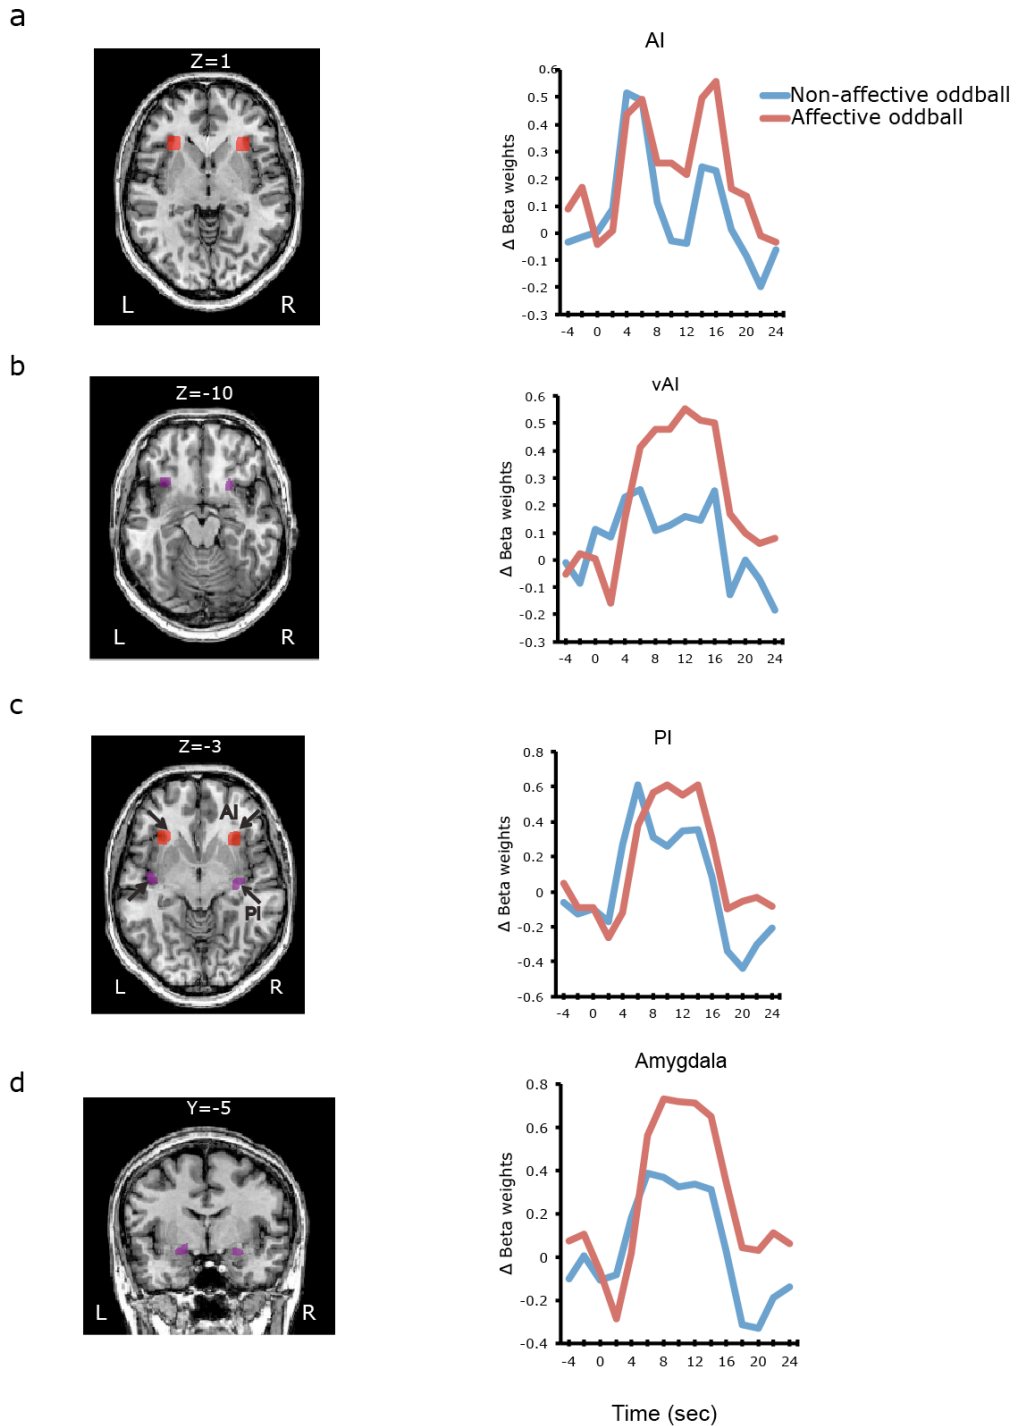 a
Z=1
L
R
AI
Δ Beta weights
0.6
0.5
0.4
0.3
0.2
0.1
0
-0.1
-0.2
-0.3
-4 0 4 8 12 16 20 24
Non-affective oddball
Affective oddball
b
Z=-10
L
R
vAI
Δ Beta weights
0.6
0.5
0.4
0.3
0.2
0.1
0
-0.1
-0.2
-0.3
-4 0 4 8 12 16 20 24
c
Z=-3
AI
PI
L
R
PI
Δ Beta weights
0.8
0.6
0.4
0.2
0
-0.2
-0.4
-0.6
-4 0 4 8 12 16 20 24
d
Y=-5
L
R
Amygdala
Δ Beta weights
0.8
0.6
0.4
0.2
0
-0.2
-0.4
-4 0 4 8 12 16 20 24
Time (sec)